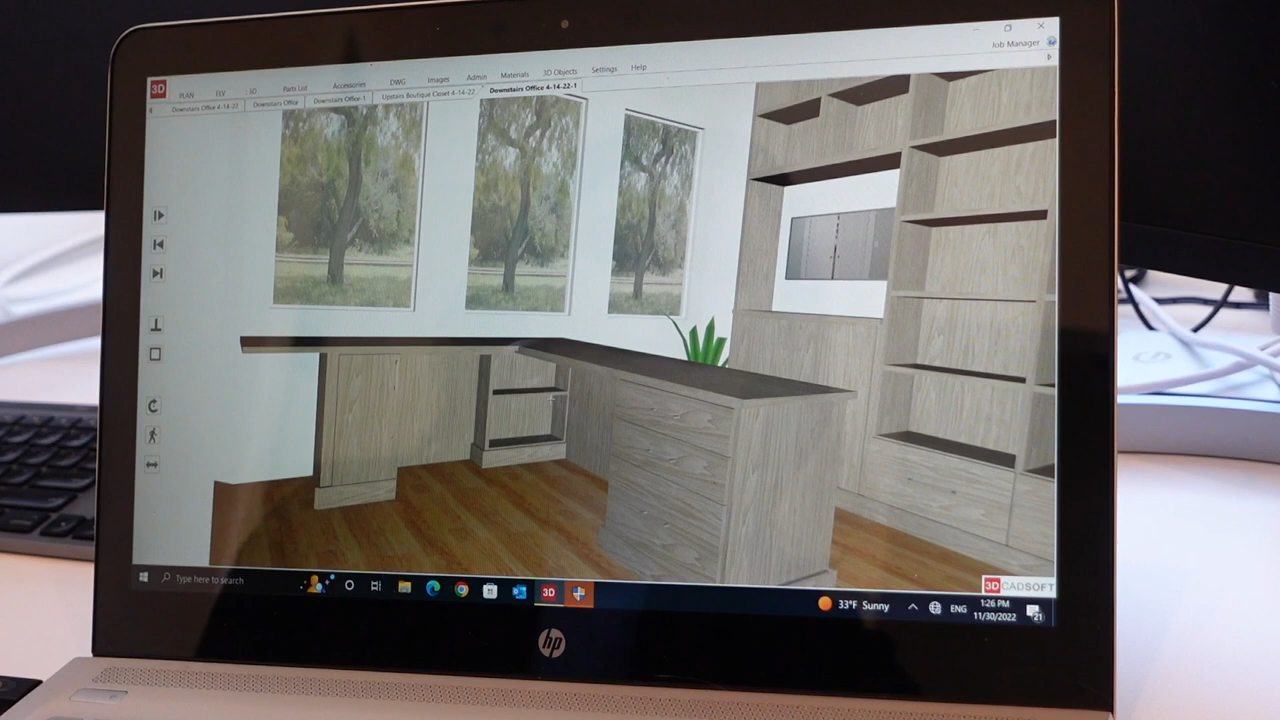 Job Manager
3D PLAN ELV 3D Parts List Accessories DWG Images Admin Materials 3D Objects Settings Help
Downstairs Office 4-14-22 Downstairs Office Downstairs Office-1 Upstairs Boutique Closet 4-14-22 Downstairs Office 4-14-22-1
3DCADSOFT
Type here to search
3D
33°F Sunny
ENG
1:26 PM
11/30/2022
21
hp